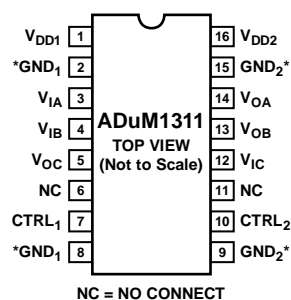 VDD1 1 16 VDD2
*GND1 2 15 GND2*
VIA 3 14 VOA
VIB 4 13 VOB
VOC 5 12 VIC
NC 6 11 NC
CTRL1 7 10 CTRL2
*GND1 8 9 GND2*
ADuM1311
TOP VIEW
(Not to Scale)
NC = NO CONNECT